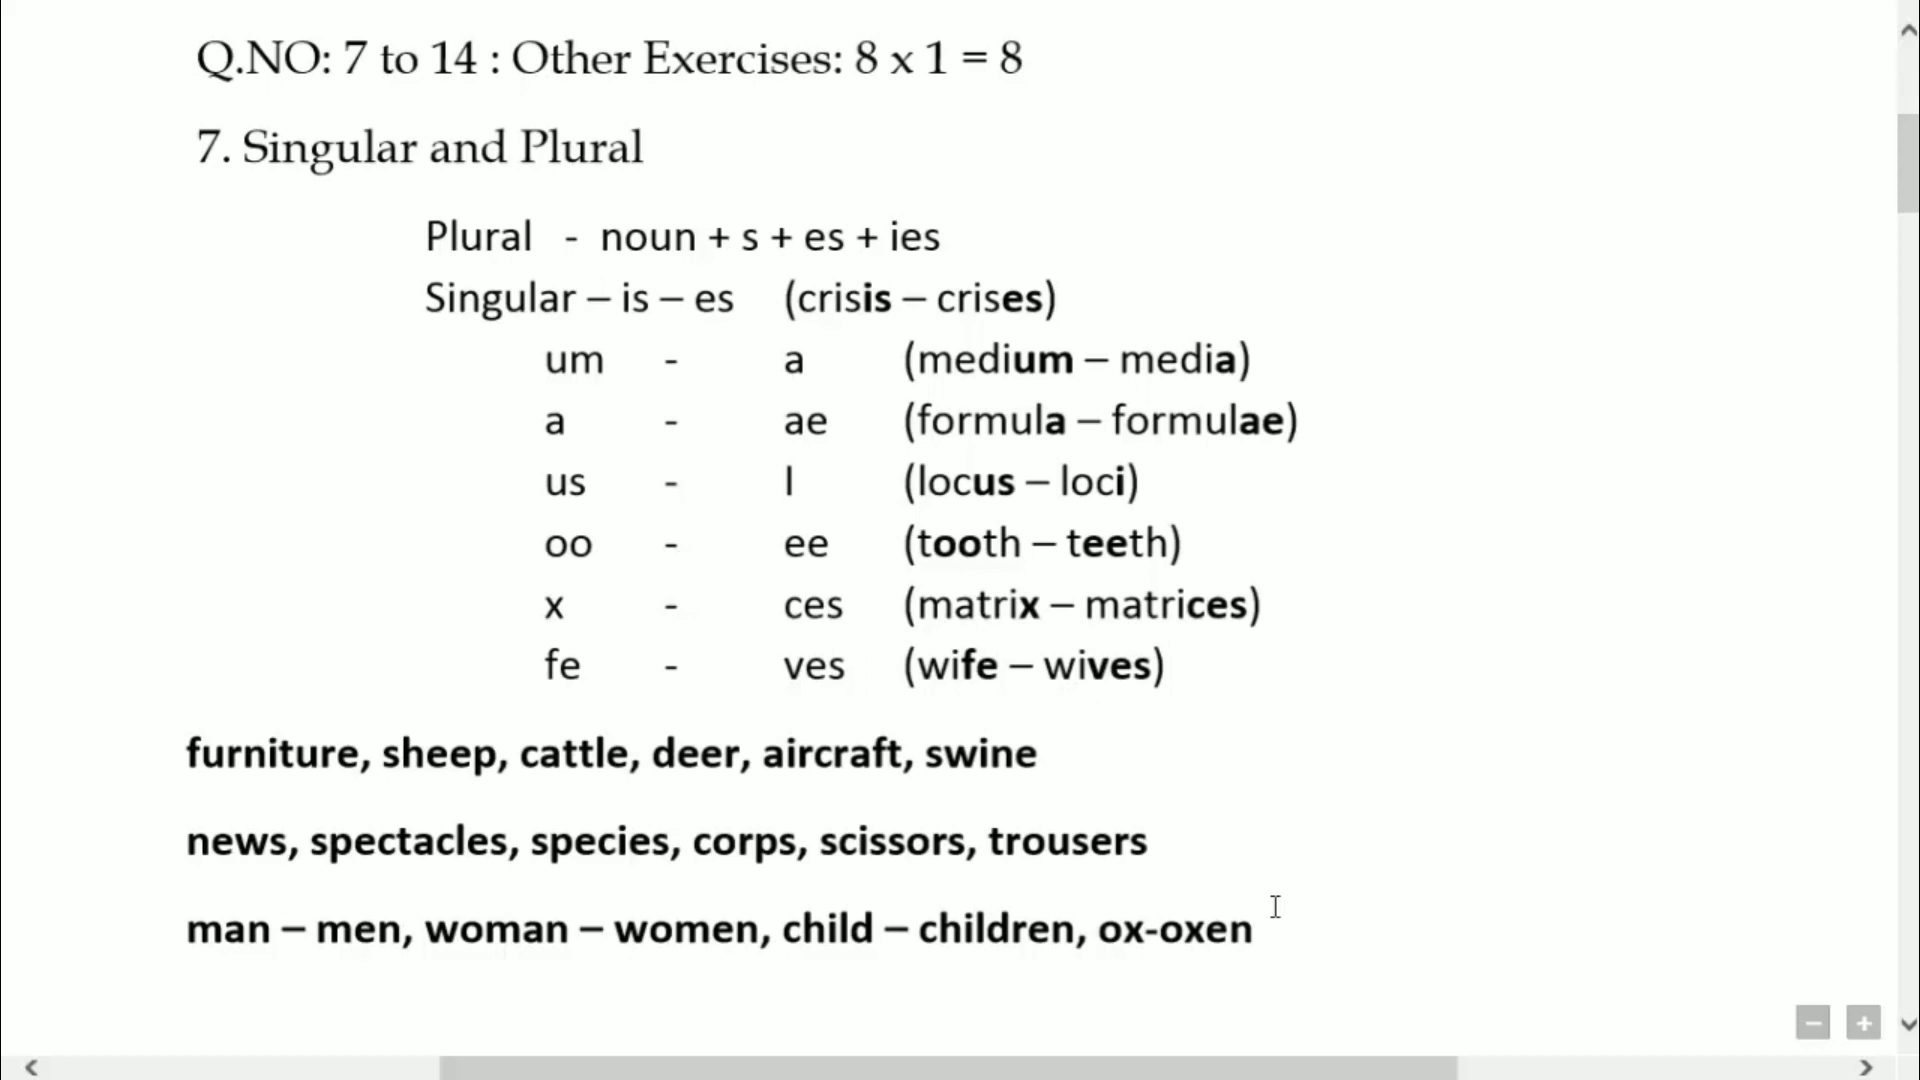 Q.NO: 7 to 14 : Other Exercises: 8 x 1 = 8
7. Singular and Plural
Plural - noun + s + es + ies
Singular – is – es (crisis – crises)
um - a (medium – media)
a - ae (formula – formulae)
us - I (locus – loci)
oo - ee (tooth – teeth)
x - ces (matrix – matrices)
fe - ves (wife – wives)
furniture, sheep, cattle, deer, aircraft, swine
news, spectacles, species, corps, scissors, trousers
man – men, woman – women, child – children, ox-oxen